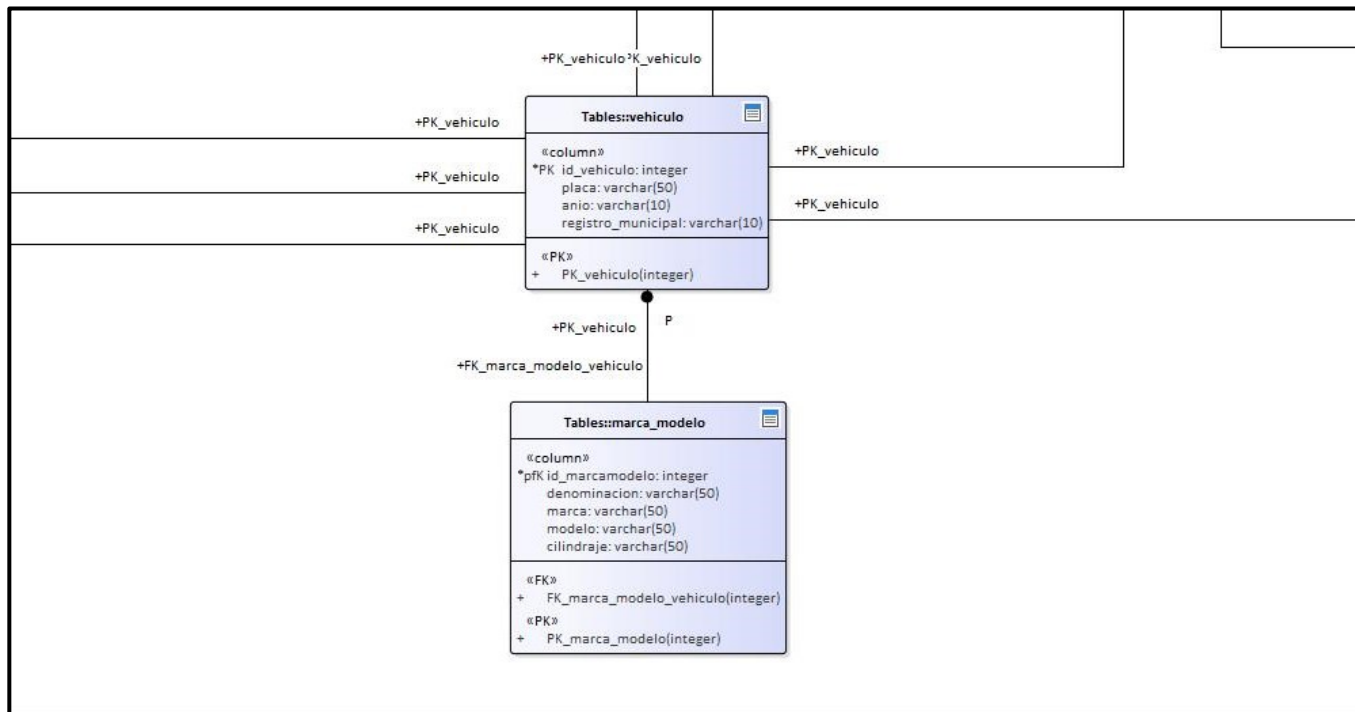 +PK_vehiculo
K_vehiculo
Tables::vehiculo
+PK_vehiculo
«column»
*PK id_vehiculo: integer
placa: varchar(50)
anio: varchar(10)
registro_municipal: varchar(10)
+PK_vehiculo
+PK_vehiculo
+PK_vehiculo
+PK_vehiculo
«PK»
+ PK_vehiculo(integer)
+PK_vehiculo
P
+FK_marca_modelo_vehiculo
Tables::marca_modelo
«column»
*pfK id_marcamodelo: integer
denominacion: varchar(50)
marca: varchar(50)
modelo: varchar(50)
cilindraje: varchar(50)
«FK»
+ FK_marca_modelo_vehiculo(integer)
«PK»
+ PK_marca_modelo(integer)